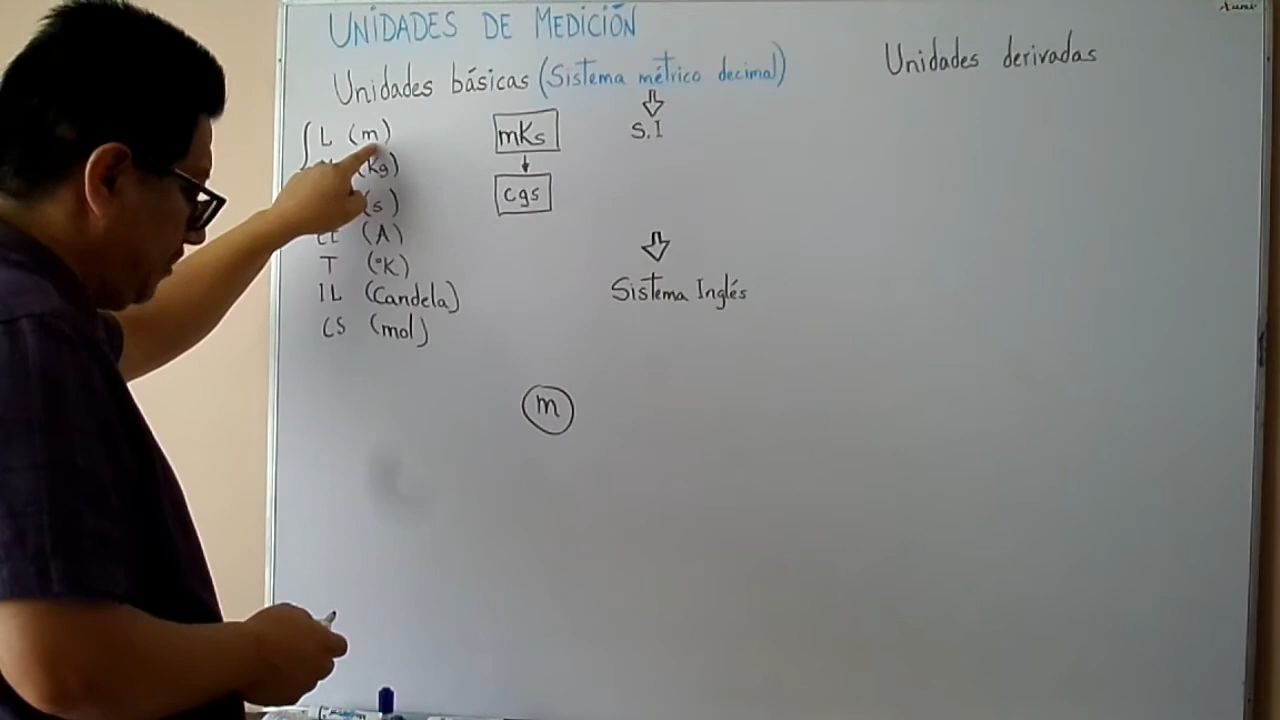 UNIDADES DE MEDICIÓN
Unidades básicas (Sistema métrico decimal)
Unidades derivadas
L (m)
(kg)
(s)
(A)
T (°K)
IL (Candela)
CS (mol)
mKs
cgs
S.I
Sistema Inglés
m